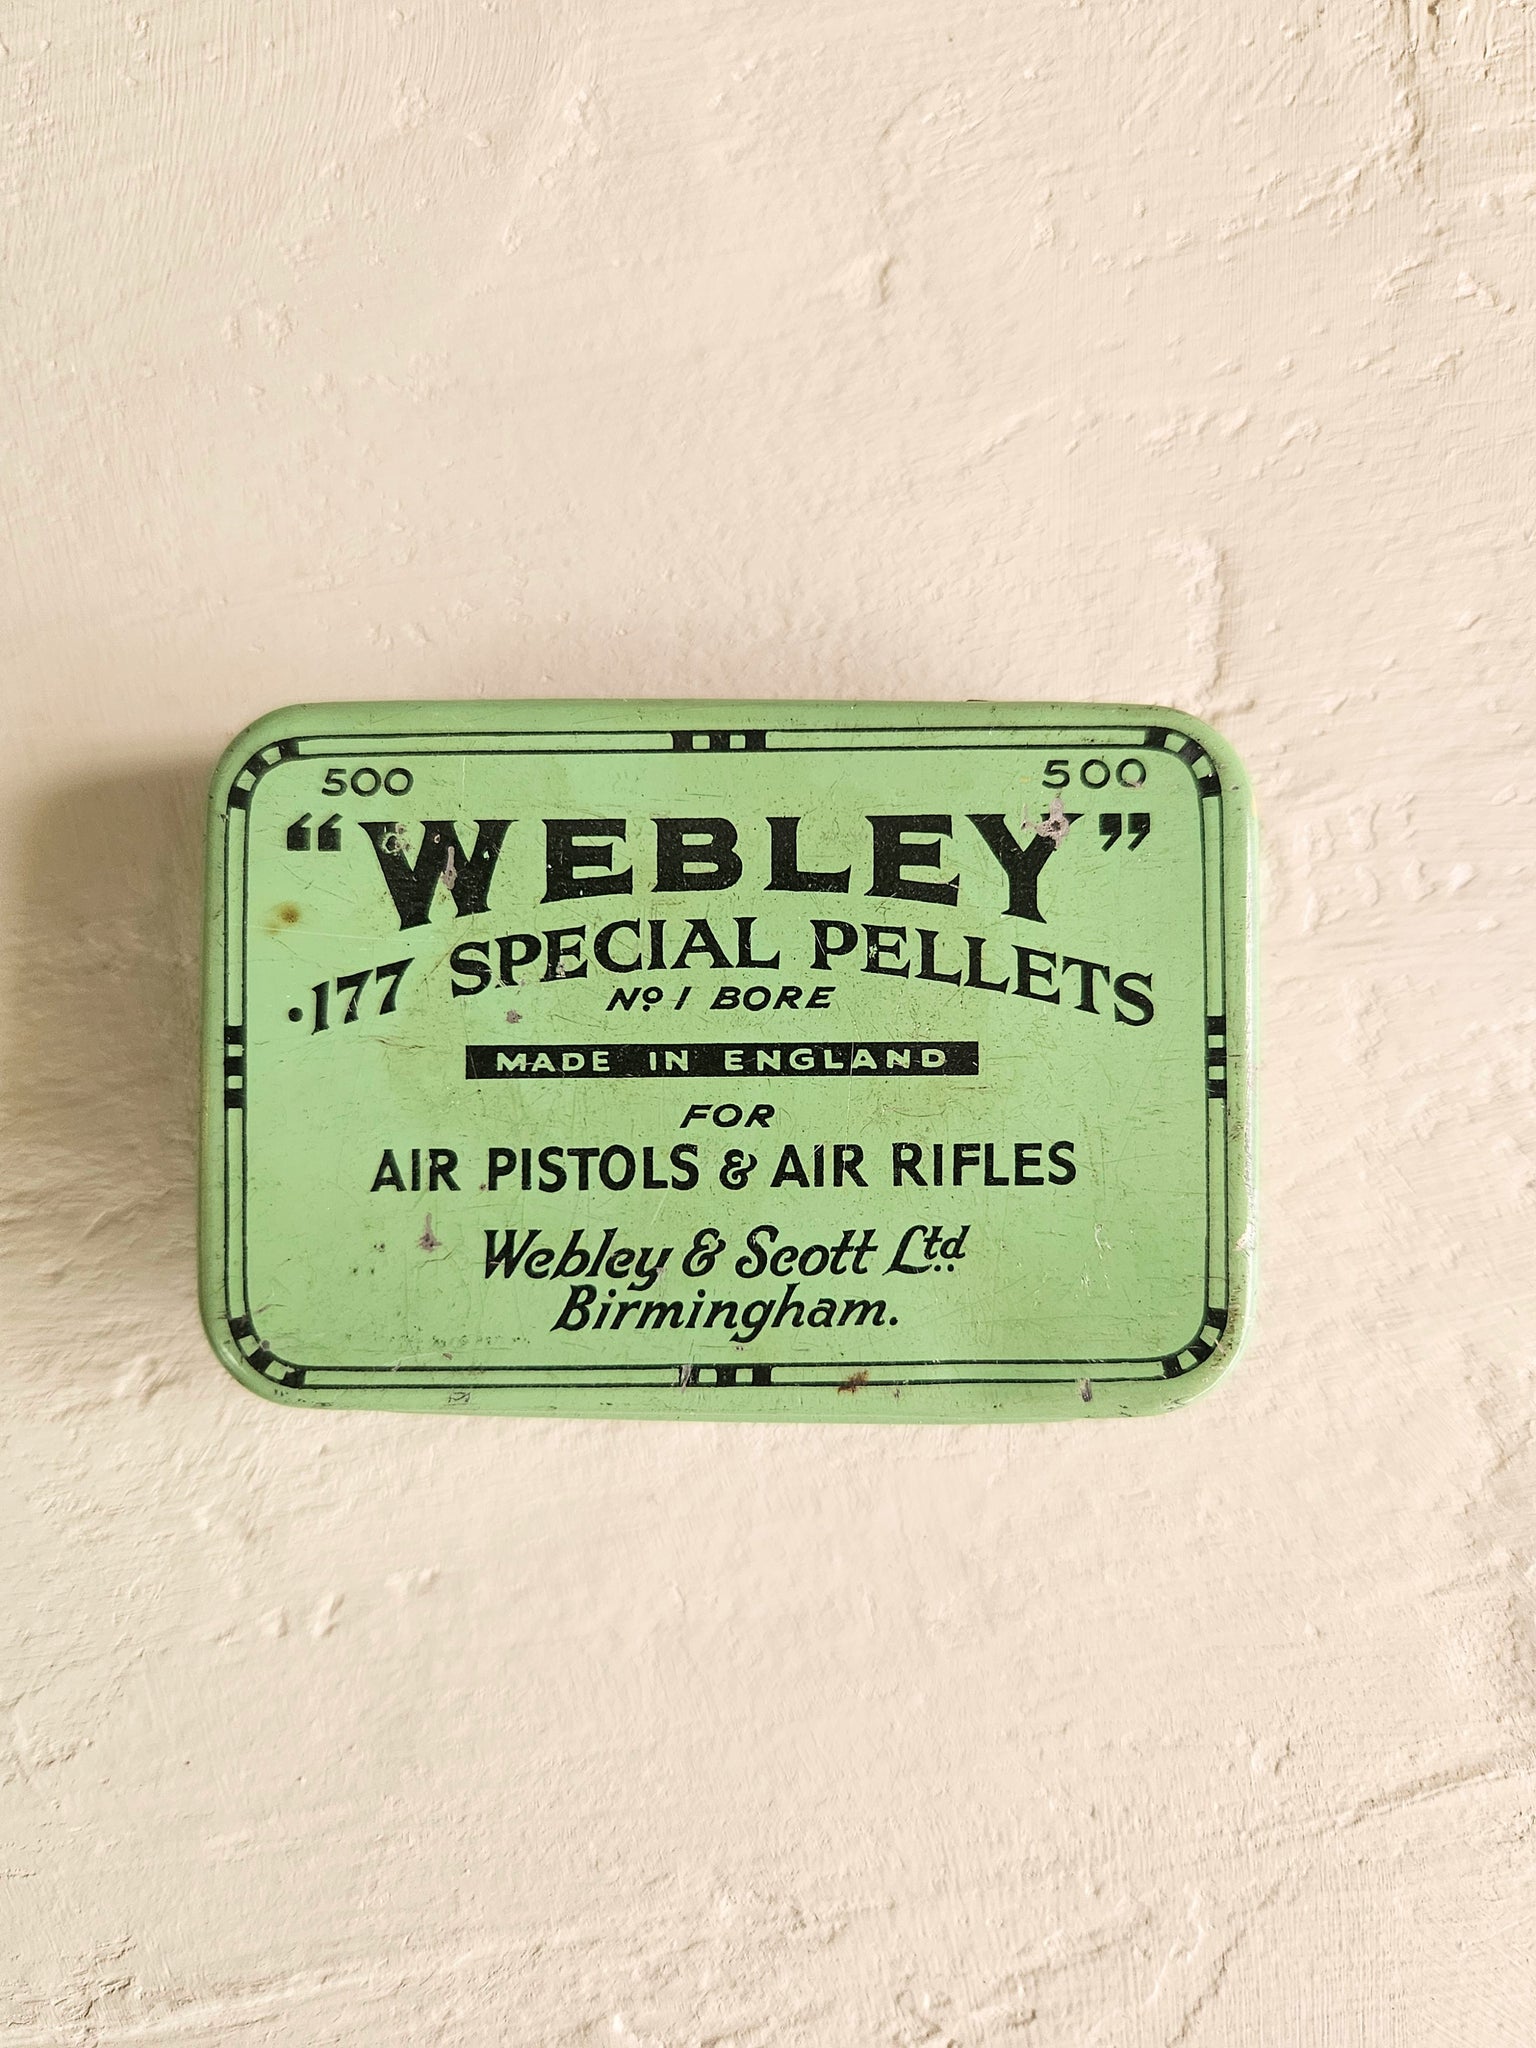 500 500
“WEBLEY”
.177 SPECIAL PELLETS
No. 1 BORE
MADE IN ENGLAND
FOR
AIR PISTOLS & AIR RIFLES
Webley & Scott Ltd.
Birmingham.